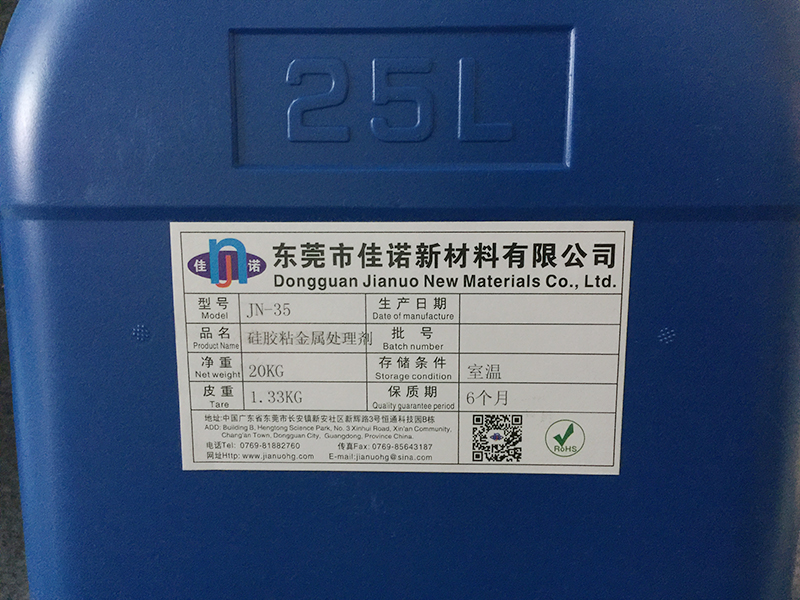 25L
佳 n j 诺
东莞市佳诺新材料有限公司
Dongguan Jianuo New Materials Co., Ltd.
型号 JN-35 生产日期
Model Date of manufacture
品名 硅胶粘金属处理剂 批号
Product Name Batch number
净重 20KG 存储条件 室温
Net weight Storage condition
皮重 1.33KG 保质期 6个月
Tare Quality guarantee period
地址:中国广东省东莞市长安镇新安社区新辉路3号恒通科技园B栋
ADD: Building B, Hengtong Science Park, No. 3 Xinhui Road, Xin'an Community,
Chang'an Town, Dongguan City, Guangdong, Province China.
电话Tel: 0769-81882760 传真Fax: 0769-85643187
网址Http: www.jianuohg.com E-mail:jianuohg@sina.com
RoHS